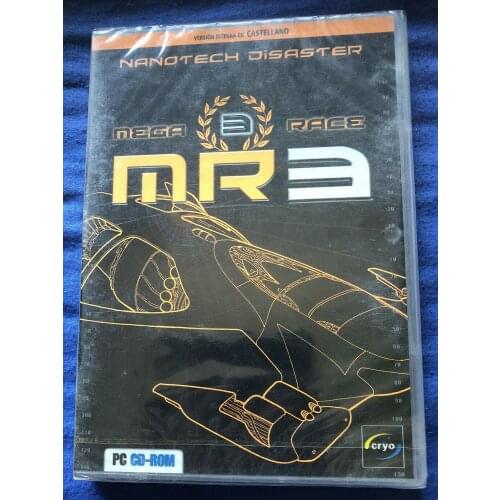 VERSIÓN ÍNTEGRA EN CASTELLANO
NANOTECH DISASTER
MEGA 3 RACE
MR3
PC CD-ROM
cryo